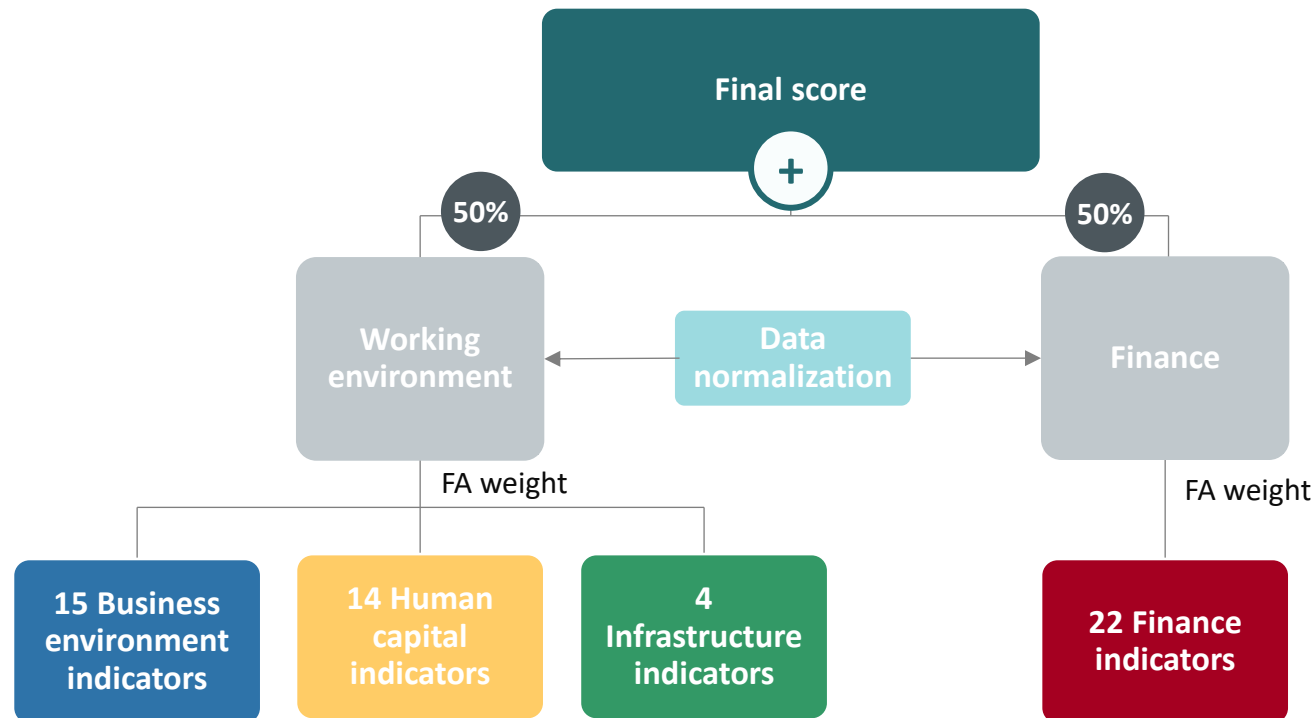 Final score
+
50%
50%
Working
environment
Data
normalization
Finance
FA weight
FA weight
15 Business
environment
indicators
14 Human
capital
indicators
4
Infrastructure
indicators
22 Finance
indicators